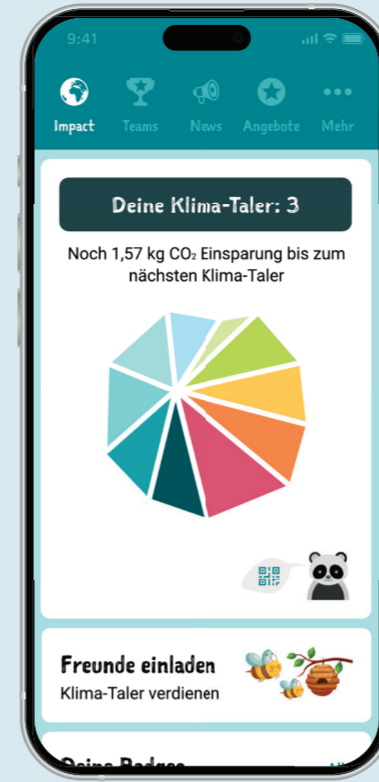 9:41
Impact Teams News Angebote Mehr
Deine Klima-Taler: 3
Noch 1,57 kg CO₂ Einsparung bis zum
nächsten Klima-Taler
Freunde einladen
Klima-Taler verdienen
Deine Badges